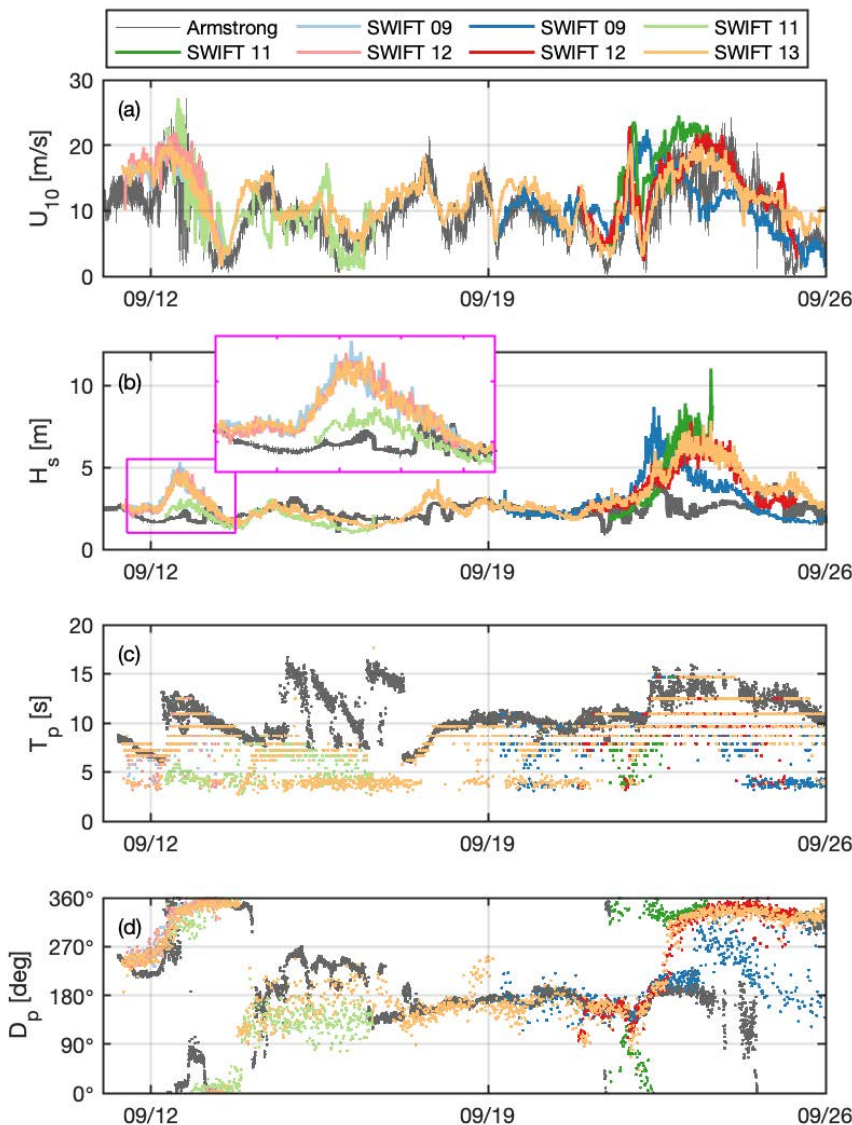 Armstrong SWIFT 09 SWIFT 09 SWIFT 11
SWIFT 11 SWIFT 12 SWIFT 12 SWIFT 13
(a)
U10 [m/s]
30
20
10
0
09/12 09/19 09/26
(b)
Hs [m]
10
5
0
09/12 09/19 09/26
(c)
Tp [s]
20
15
10
5
0
09/12 09/19 09/26
(d)
Dp [deg]
360°
270°
180°
90°
0°
09/12 09/19 09/26